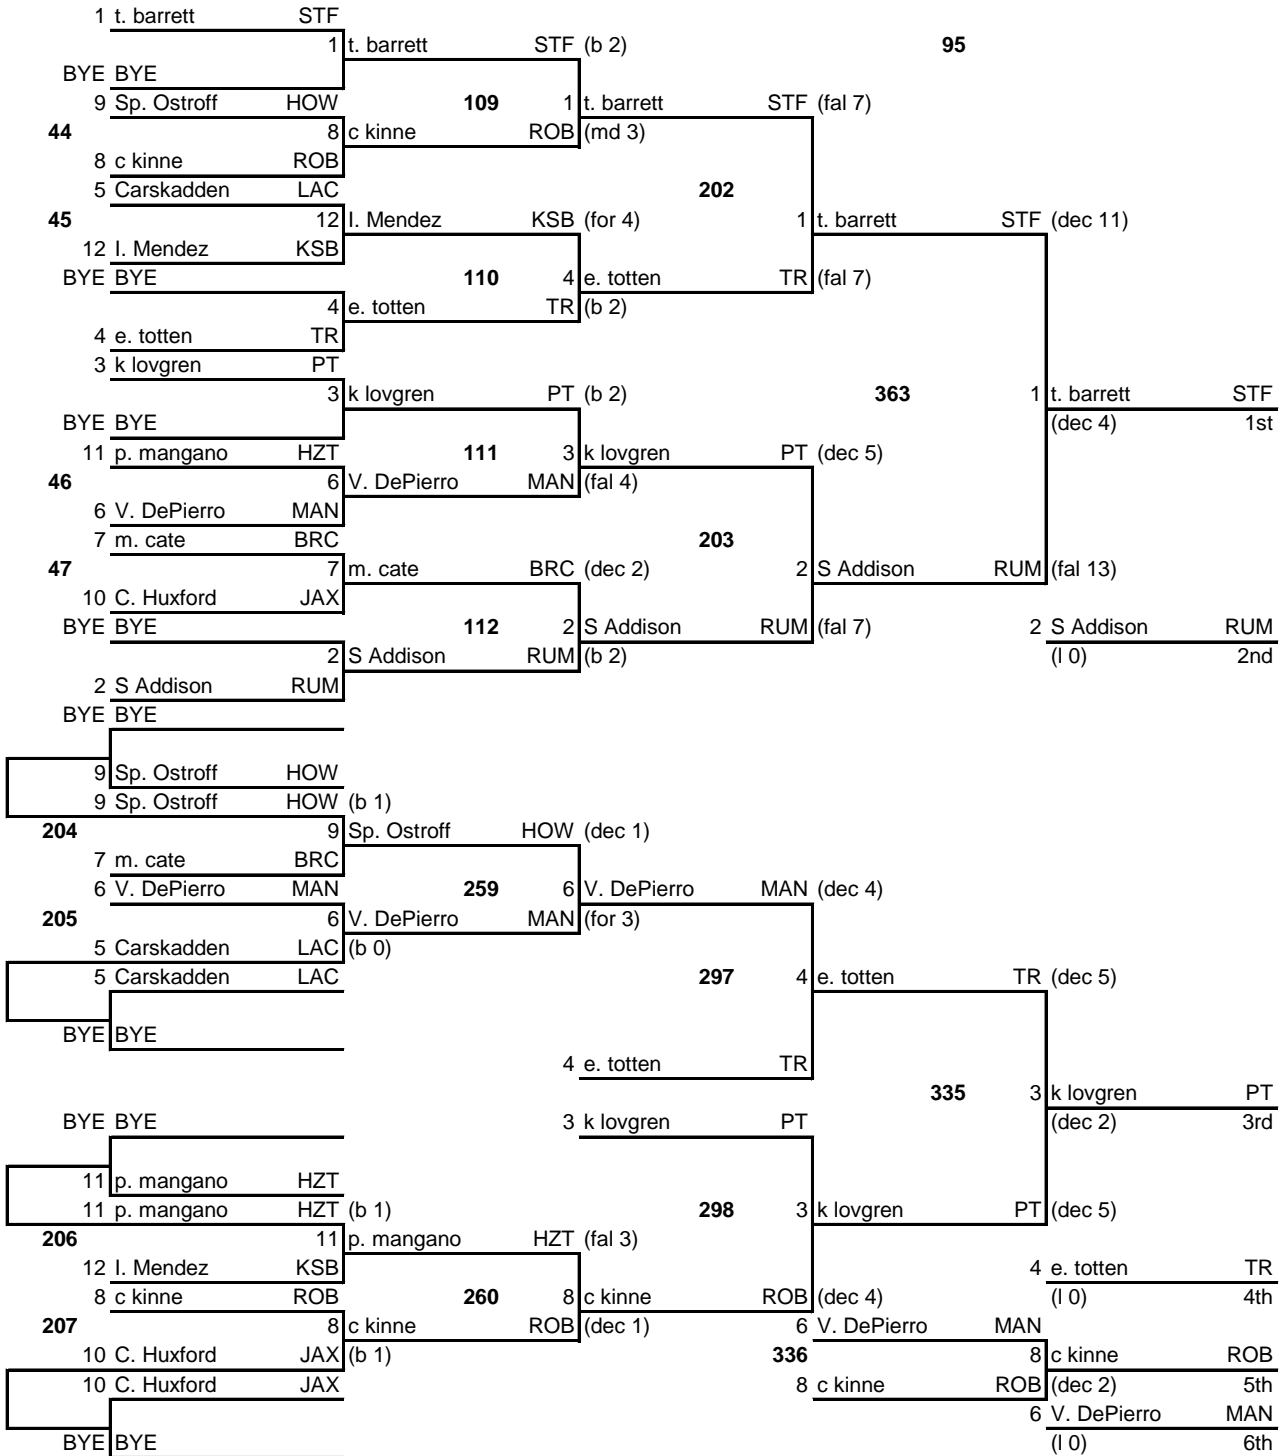 1 t. barrett STF
1 t. barrett STF (b 2) 95
BYE BYE
9 Sp. Ostroff HOW 109 1 t. barrett STF (fal 7)
44 8 c kinne ROB (md 3)
8 c kinne ROB
5 Carskadden LAC 202
45 12 I. Mendez KSB (for 4) 1 t. barrett STF (dec 11)
12 I. Mendez KSB
BYE BYE 110 4 e. totten TR (fal 7)
4 e. totten TR (b 2)
4 e. totten TR
3 k lovgren PT
3 k lovgren PT (b 2) 363 1 t. barrett STF
BYE BYE (dec 4) 1st
11 p. mangano HZT 111 3 k lovgren PT (dec 5)
46 6 V. DePierro MAN (fal 4)
6 V. DePierro MAN
7 m. cate BRC 203
47 7 m. cate BRC (dec 2) 2 S Addison RUM (fal 13)
10 C. Huxford JAX
BYE BYE 112 2 S Addison RUM (fal 7) 2 S Addison RUM
2 S Addison RUM (b 2) (l 0) 2nd
2 S Addison RUM
BYE BYE
9 Sp. Ostroff HOW
9 Sp. Ostroff HOW (b 1)
204 9 Sp. Ostroff HOW (dec 1)
7 m. cate BRC
6 V. DePierro MAN 259 6 V. DePierro MAN (dec 4)
205 6 V. DePierro MAN (for 3)
5 Carskadden LAC (b 0)
5 Carskadden LAC 297 4 e. totten TR (dec 5)
BYE BYE
4 e. totten TR
335 3 k lovgren PT
BYE BYE 3 k lovgren PT (dec 2) 3rd
11 p. mangano HZT
11 p. mangano HZT (b 1) 298 3 k lovgren PT (dec 5)
206 11 p. mangano HZT (fal 3)
12 I. Mendez KSB 4 e. totten TR
8 c kinne ROB 260 8 c kinne ROB (dec 4) (l 0) 4th
207 8 c kinne ROB (dec 1) 6 V. DePierro MAN
10 C. Huxford JAX (b 1) 336 8 c kinne ROB
10 C. Huxford JAX 8 c kinne ROB (dec 2) 5th
6 V. DePierro MAN
BYE BYE (l 0) 6th